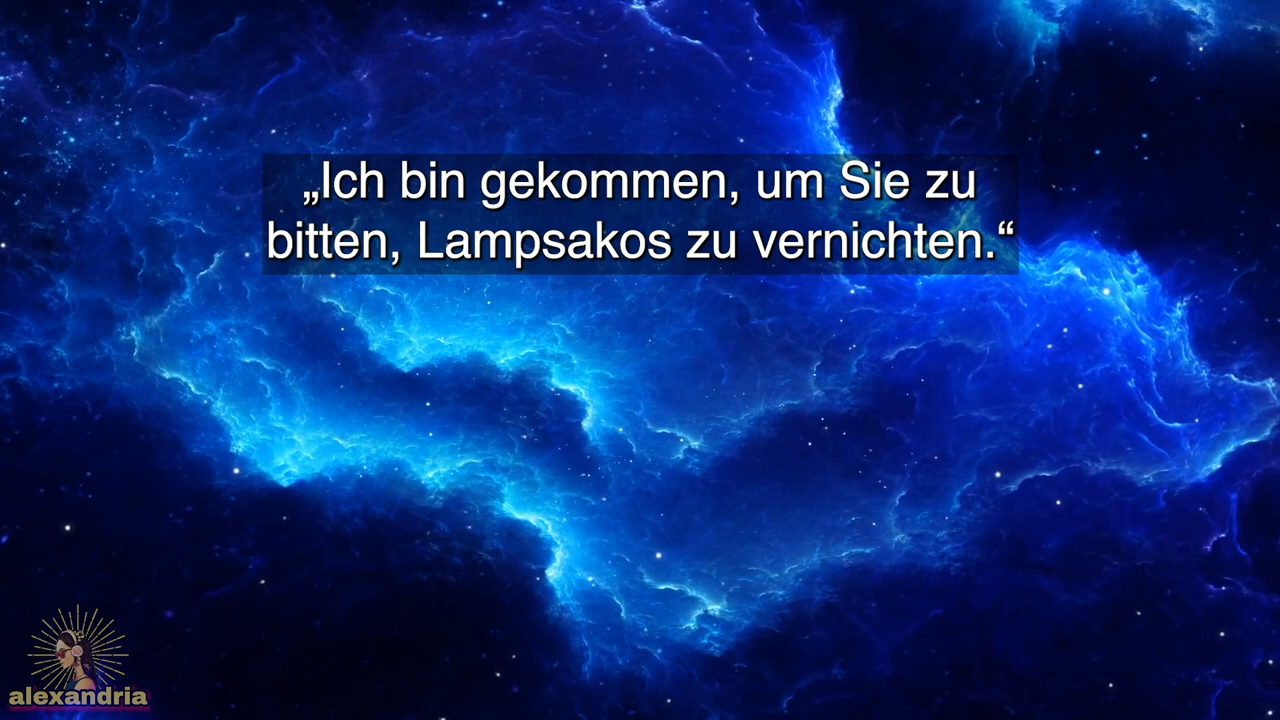 „Ich bin gekommen, um Sie zu
bitten, Lampsakos zu vernichten.“
alexandria